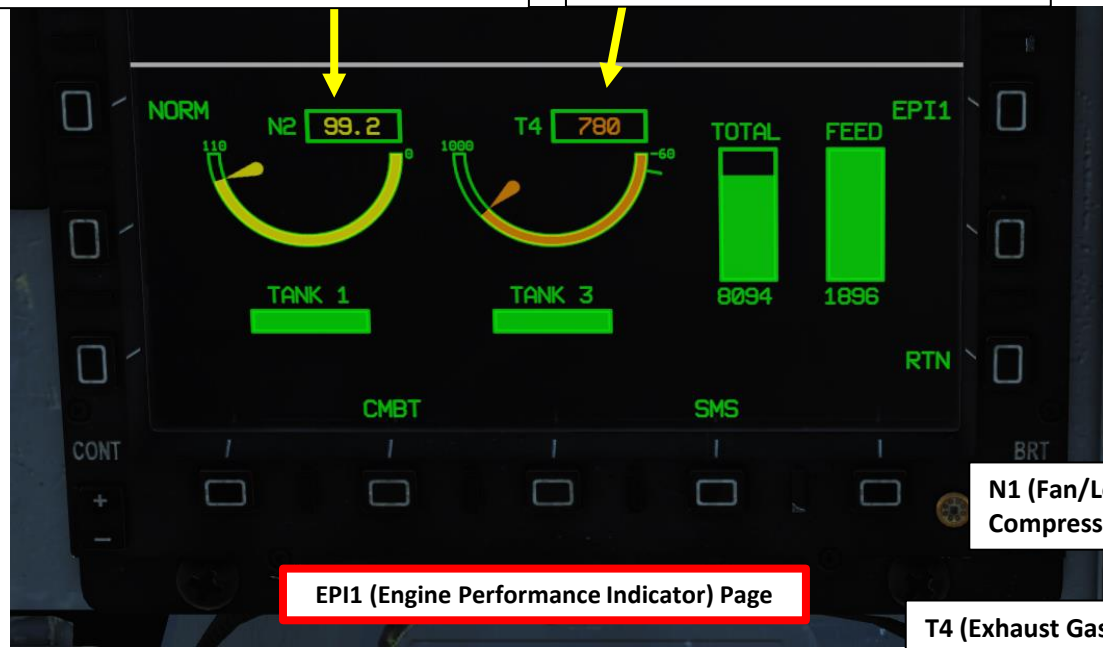 NORM
N2 99.2
T4 780
TOTAL
FEED
EPI1
110
0
1000
-60
TANK 1
TANK 3
8094
1896
RTN
CMBT
SMS
CONT
BRT
+
-
N1 (Fan/L
Compress
EPI1 (Engine Performance Indicator) Page
T4 (Exhaust Gas